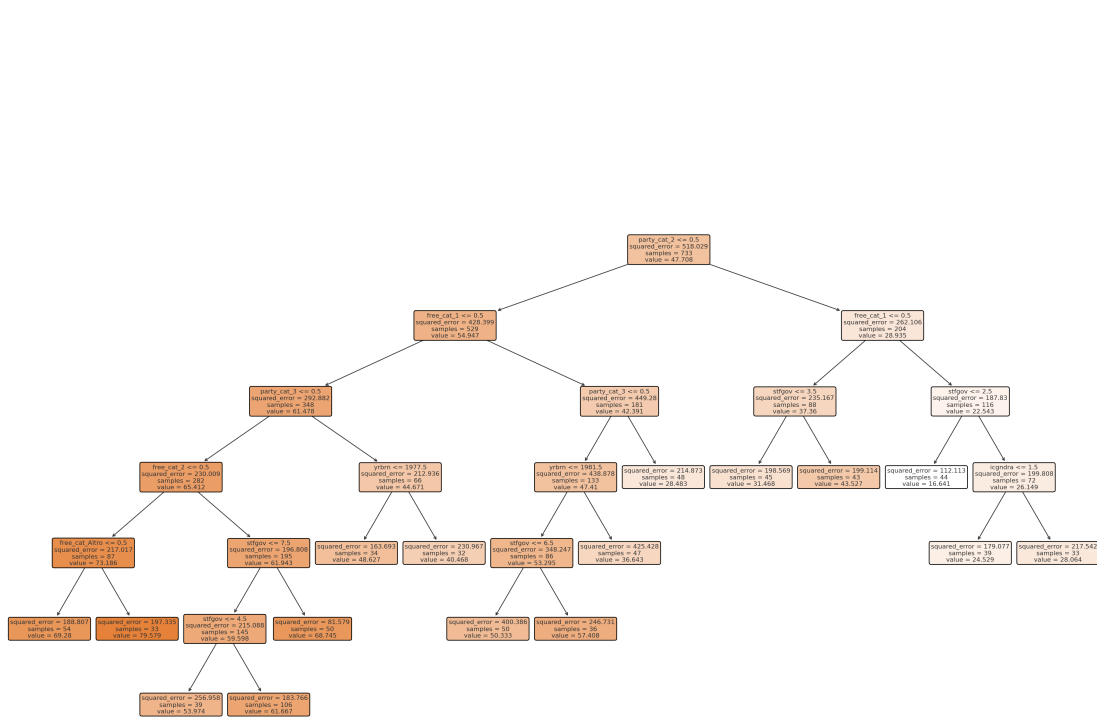 party_cat_2 <= 0.5
squared_error = 518.029
samples = 733
value = 47.708
free_cat_1 <= 0.5
squared_error = 428.399
samples = 529
value = 54.947
free_cat_1 <= 0.5
squared_error = 262.106
samples = 204
value = 28.935
party_cat_3 <= 0.5
squared_error = 292.882
samples = 348
value = 61.478
party_cat_3 <= 0.5
squared_error = 449.28
samples = 181
value = 42.391
stfgov <= 3.5
squared_error = 235.167
samples = 88
value = 37.36
stfgov <= 2.5
squared_error = 187.83
samples = 116
value = 22.543
free_cat_2 <= 0.5
squared_error = 230.009
samples = 282
value = 65.412
yrbrn <= 1977.5
squared_error = 212.936
samples = 66
value = 44.671
yrbrn <= 1981.5
squared_error = 438.878
samples = 133
value = 47.41
squared_error = 214.873
samples = 48
value = 28.483
squared_error = 198.569
samples = 45
value = 31.468
squared_error = 199.114
samples = 43
value = 43.527
squared_error = 112.113
samples = 44
value = 16.641
icgndra <= 1.5
squared_error = 199.808
samples = 72
value = 26.149
free_cat_Altro <= 0.5
squared_error = 217.017
samples = 87
value = 73.186
stfgov <= 7.5
squared_error = 196.808
samples = 195
value = 61.943
squared_error = 163.693
samples = 34
value = 48.627
squared_error = 230.967
samples = 32
value = 40.468
stfgov <= 6.5
squared_error = 348.247
samples = 86
value = 53.295
squared_error = 425.428
samples = 47
value = 36.643
squared_error = 179.077
samples = 39
value = 24.529
squared_error = 217.542
samples = 33
value = 28.064
squared_error = 188.807
samples = 54
value = 69.28
squared_error = 197.335
samples = 33
value = 79.579
stfgov <= 4.5
squared_error = 215.088
samples = 145
value = 59.598
squared_error = 81.579
samples = 50
value = 68.745
squared_error = 400.386
samples = 50
value = 50.333
squared_error = 246.731
samples = 36
value = 57.408
squared_error = 256.958
samples = 39
value = 53.974
squared_error = 183.766
samples = 106
value = 61.667